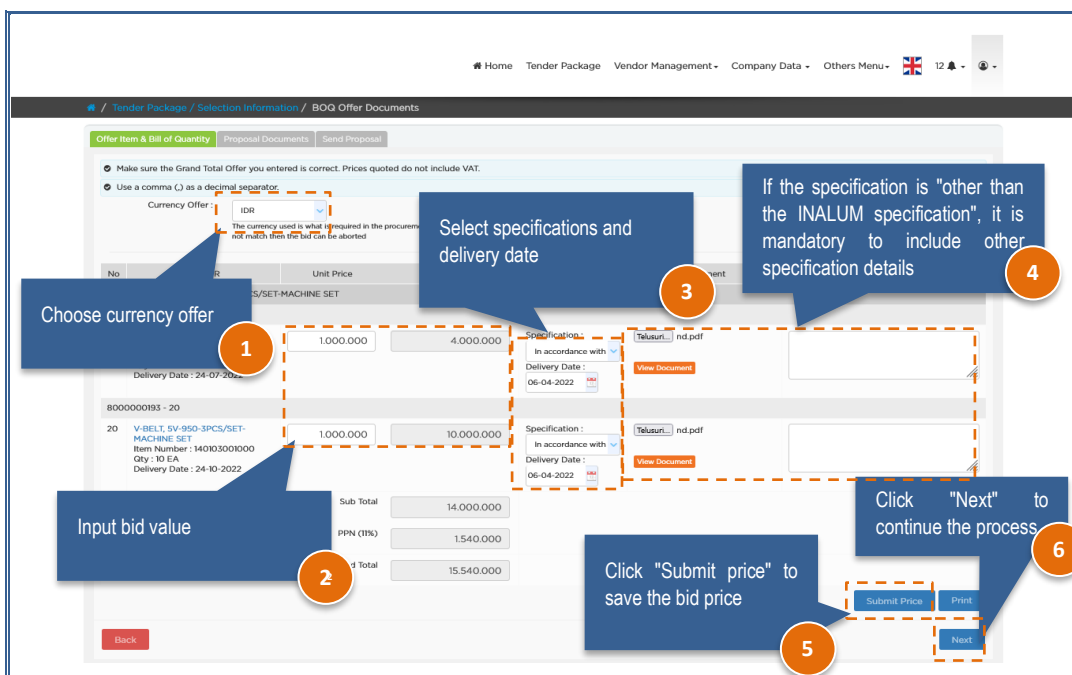 Home Tender Package Vendor Management Company Data Others Menu 12
/ Tender Package / Selection Information / BOQ Offer Documents
Offer Item & Bill of Quantity Proposal Documents Send Proposal
Make sure the Grand Total Offer you entered is correct. Prices quoted do not include VAT.
Use a comma (,) as a decimal separator.
Currency Offer : IDR
The currency used is what is required in the
not match then the bid can be aborted
Select specifications and
delivery date
3
If the specification is "other than
the INALUM specification", it is
mandatory to include other
specification details
4
No Unit Price
Choose currency offer
1
1.000.000 4.000.000
Specification :
In accordance with
Delivery Date :
06-04-2022
Telusuri... nd.pdf
View Document
Delivery Date : 24-07-2022
8000000193 - 20
20 V-BELT, 5V-950-3PCS/SET-
MACHINE SET
Item Number : 140103001000
Qty : 10 EA
Delivery Date : 24-10-2022
1.000.000 10.000.000
Specification :
In accordance with
Delivery Date :
06-04-2022
Telusuri... nd.pdf
View Document
Input bid value
2
Sub Total 14.000.000
PPN (11%) 1.540.000
Total 15.540.000
Click "Submit price" to
save the bid price
5
Click "Next" to
continue the process
6
Submit Price Print
Back Next